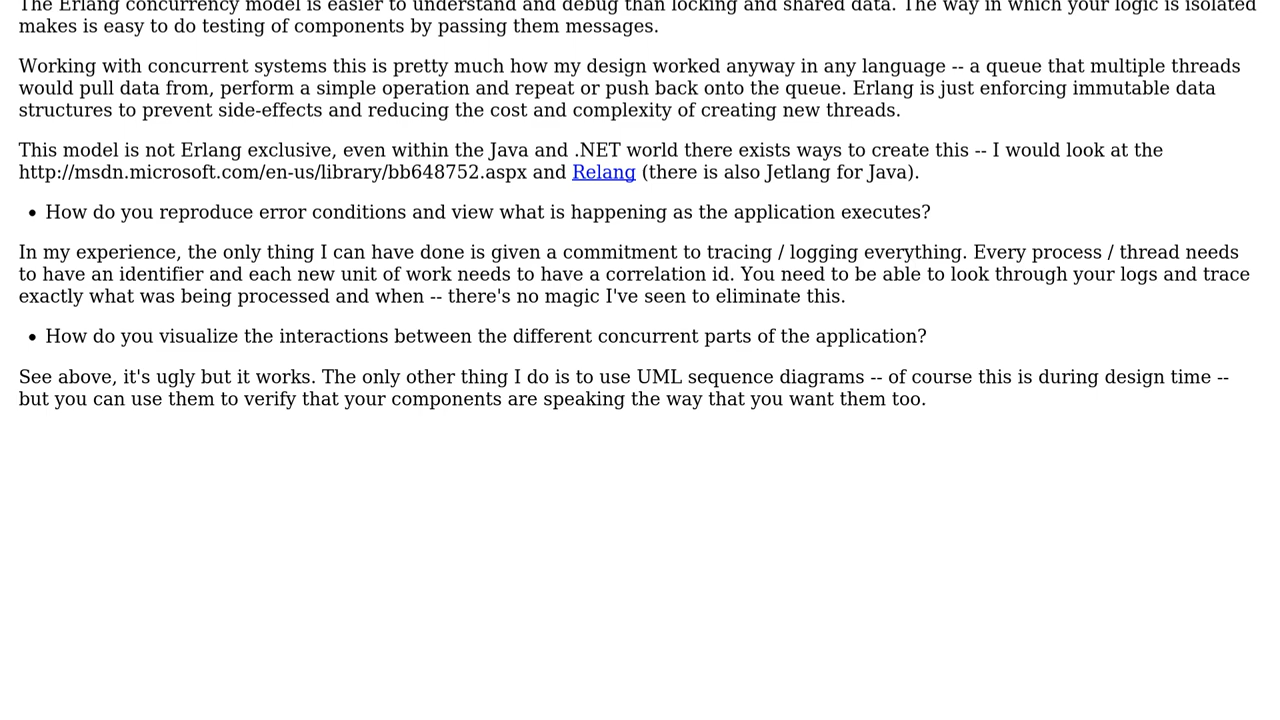 The Erlang concurrency model is easier to understand and debug than locking and shared data. The way in which your logic is isolated
makes is easy to do testing of components by passing them messages.
Working with concurrent systems this is pretty much how my design worked anyway in any language -- a queue that multiple threads
would pull data from, perform a simple operation and repeat or push back onto the queue. Erlang is just enforcing immutable data
structures to prevent side-effects and reducing the cost and complexity of creating new threads.
This model is not Erlang exclusive, even within the Java and .NET world there exists ways to create this -- I would look at the
http://msdn.microsoft.com/en-us/library/bb648752.aspx and Relang (there is also Jetlang for Java).
• How do you reproduce error conditions and view what is happening as the application executes?
In my experience, the only thing I can have done is given a commitment to tracing / logging everything. Every process / thread needs
to have an identifier and each new unit of work needs to have a correlation id. You need to be able to look through your logs and trace
exactly what was being processed and when -- there's no magic I've seen to eliminate this.
• How do you visualize the interactions between the different concurrent parts of the application?
See above, it's ugly but it works. The only other thing I do is to use UML sequence diagrams -- of course this is during design time --
but you can use them to verify that your components are speaking the way that you want them too.